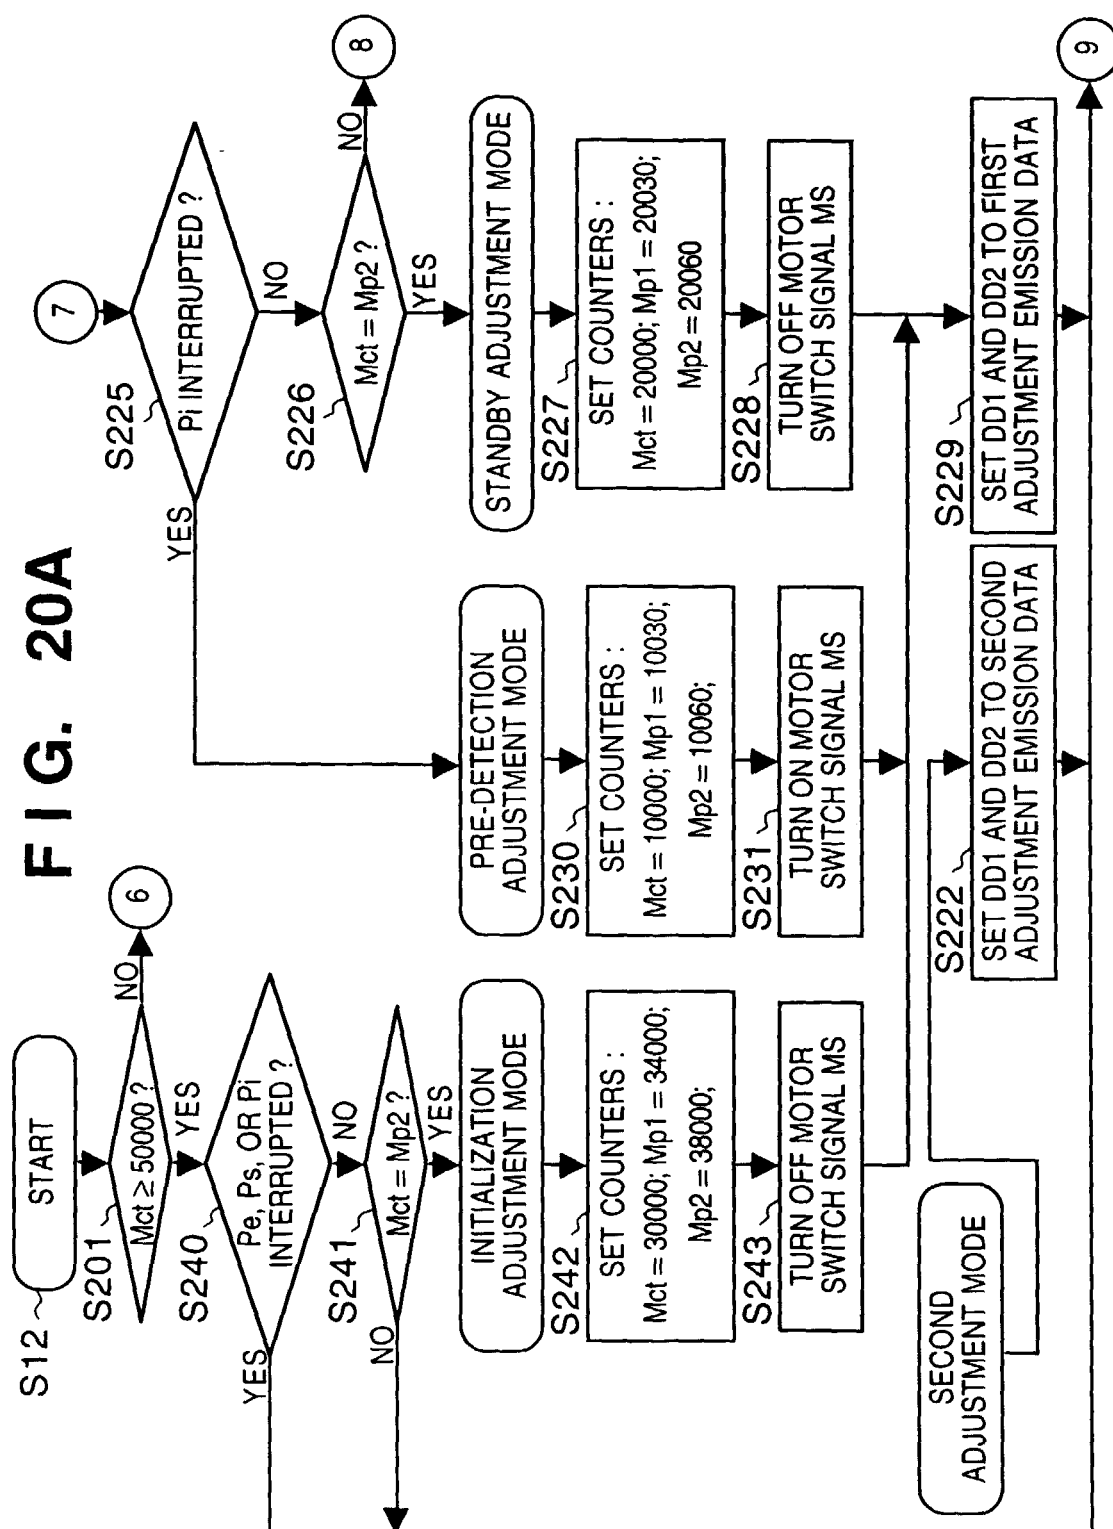 FIG. 20A
S12
START
S201
Mct ≥ 50000 ?
NO
6
YES
S240
Pe, Ps, OR Pi
INTERRUPTED ?
YES
NO
S241
Mct = Mp2 ?
NO
YES
INITIALIZATION
ADJUSTMENT MODE
S242
SET COUNTERS :
Mct = 30000; Mp1 = 34000;
Mp2 = 38000;
S243
TURN OFF MOTOR
SWITCH SIGNAL MS
SECOND
ADJUSTMENT MODE
PRE-DETECTION
ADJUSTMENT MODE
S230
SET COUNTERS :
Mct = 10000; Mp1 = 10030;
Mp2 = 10060;
S231
TURN ON MOTOR
SWITCH SIGNAL MS
S222
SET DD1 AND DD2 TO SECOND
ADJUSTMENT EMISSION DATA
7
S225
Pi INTERRUPTED ?
YES
NO
S226
Mct = Mp2 ?
NO
8
YES
STANDBY ADJUSTMENT MODE
S227
SET COUNTERS :
Mct = 20000; Mp1 = 20030;
Mp2 = 20060
S228
TURN OFF MOTOR
SWITCH SIGNAL MS
S229
SET DD1 AND DD2 TO FIRST
ADJUSTMENT EMISSION DATA
9